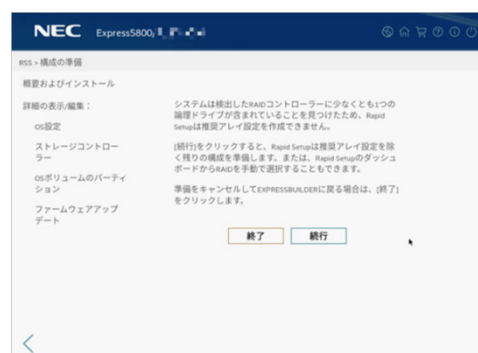 NEC Express5800/
RSS > 構成の準備
概要およびインストール
詳細の表示/編集：
OS設定
ストレージコントロー
ラー
OSボリュームのパーティ
ション
ファームウェアアップ
デート
システムは検出したRAIDコントローラーに少なくとも1つの
論理ドライブが含まれていることを見つけたため、Rapid
Setupは推奨アレイ設定を作成できません。
[続行]をクリックすると、Rapid Setupは推奨アレイ設定を除
く残りの構成を準備します。または、Rapid Setupのダッシュ
ボードからRAIDを手動で選択することもできます。
準備をキャンセルしてEXPRESSBUILDERに戻る場合は、[終了]
をクリックします。
終了
続行